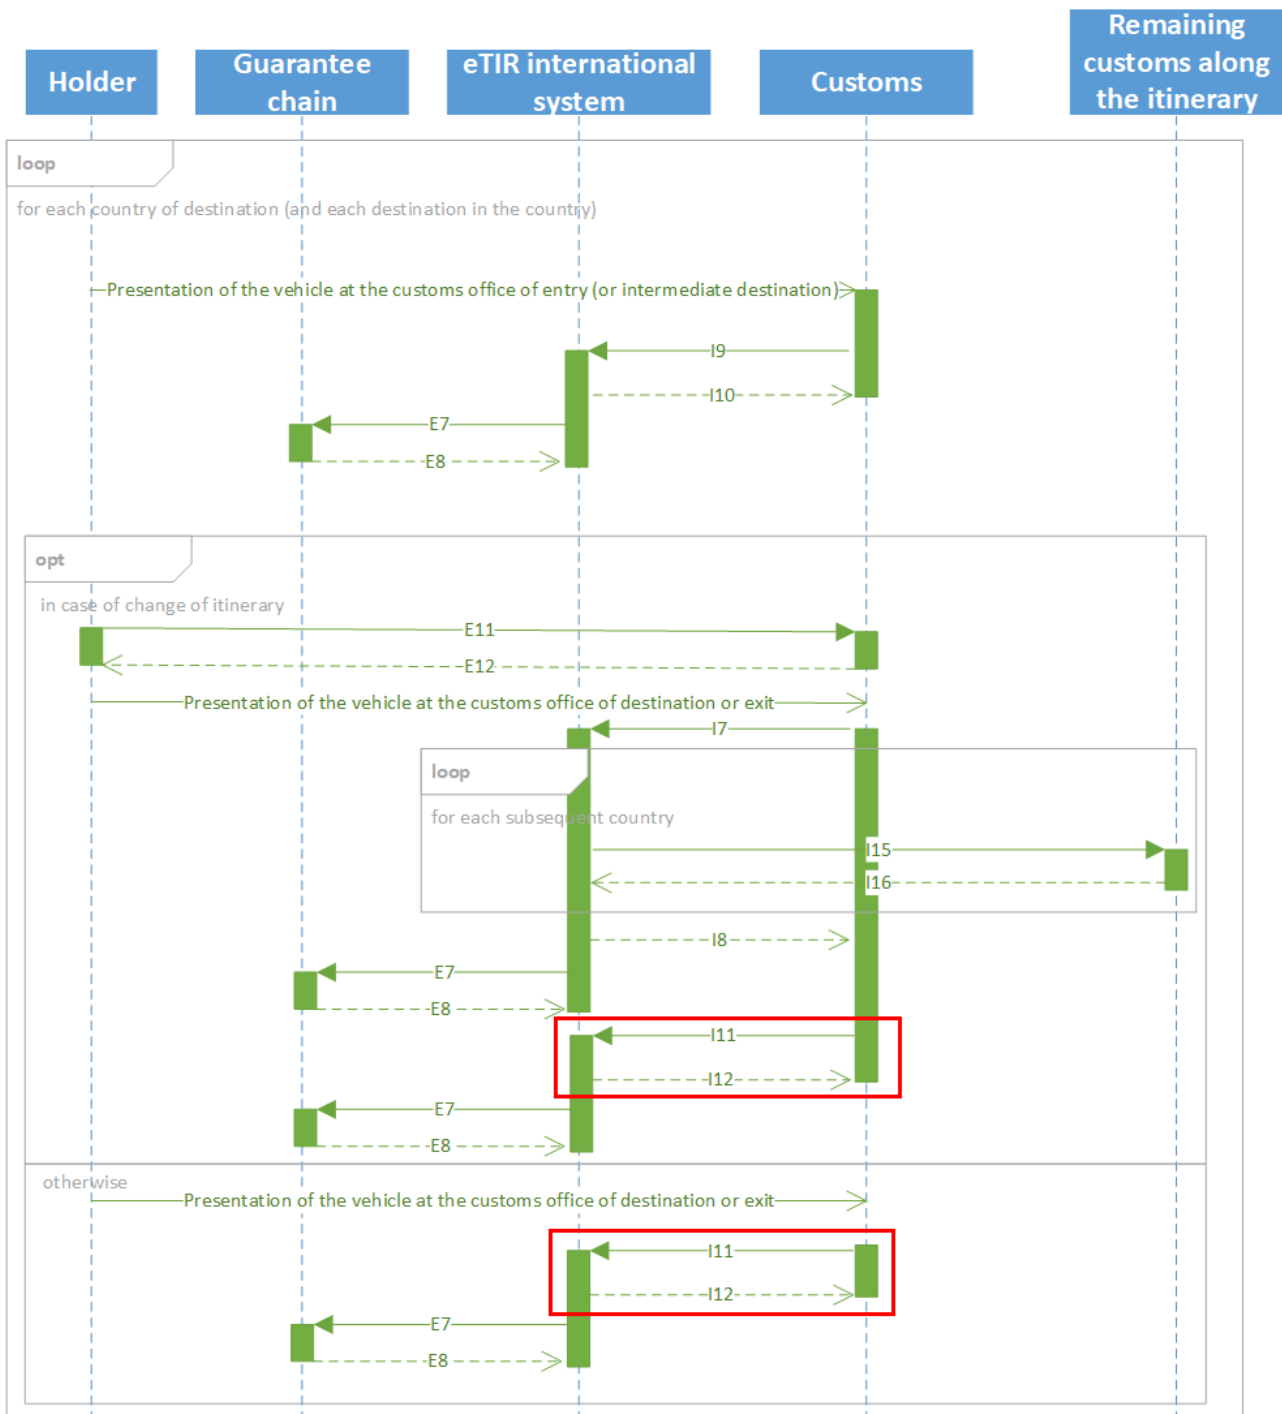 Holder
Guarantee
chain
eTIR international
system
Customs
Remaining
customs along
the itinerary
loop
for each country of destination (and each destination in the country)
Presentation of the vehicle at the customs office of entry (or intermediate destination)
I9
I10
E7
E8
opt
in case of change of itinerary
E11
E12
Presentation of the vehicle at the customs office of destination or exit
I7
loop
for each subsequent country
I15
I16
I8
E7
E8
I11
I12
E7
E8
otherwise
Presentation of the vehicle at the customs office of destination or exit
I11
I12
E7
E8